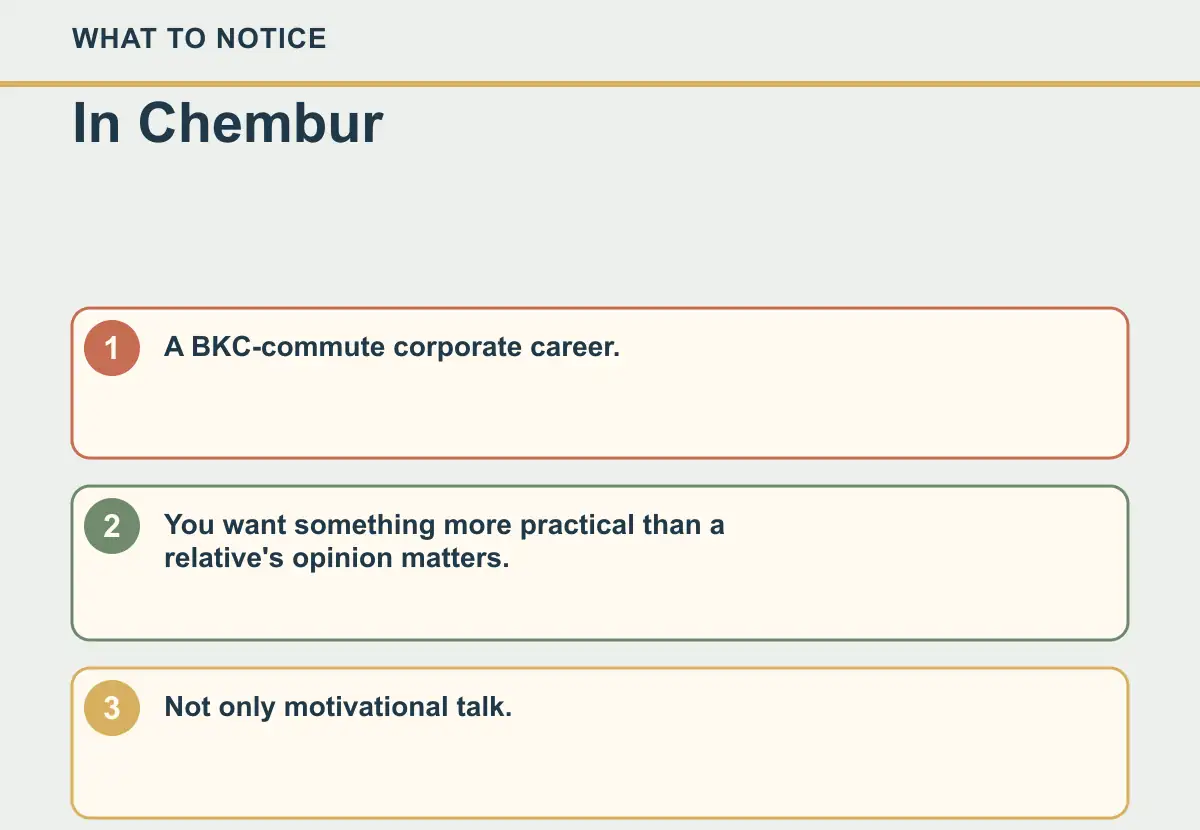 WHAT TO NOTICE
In Chembur
1
A BKC-commute corporate career.
2
You want something more practical than a
relative's opinion matters.
3
Not only motivational talk.